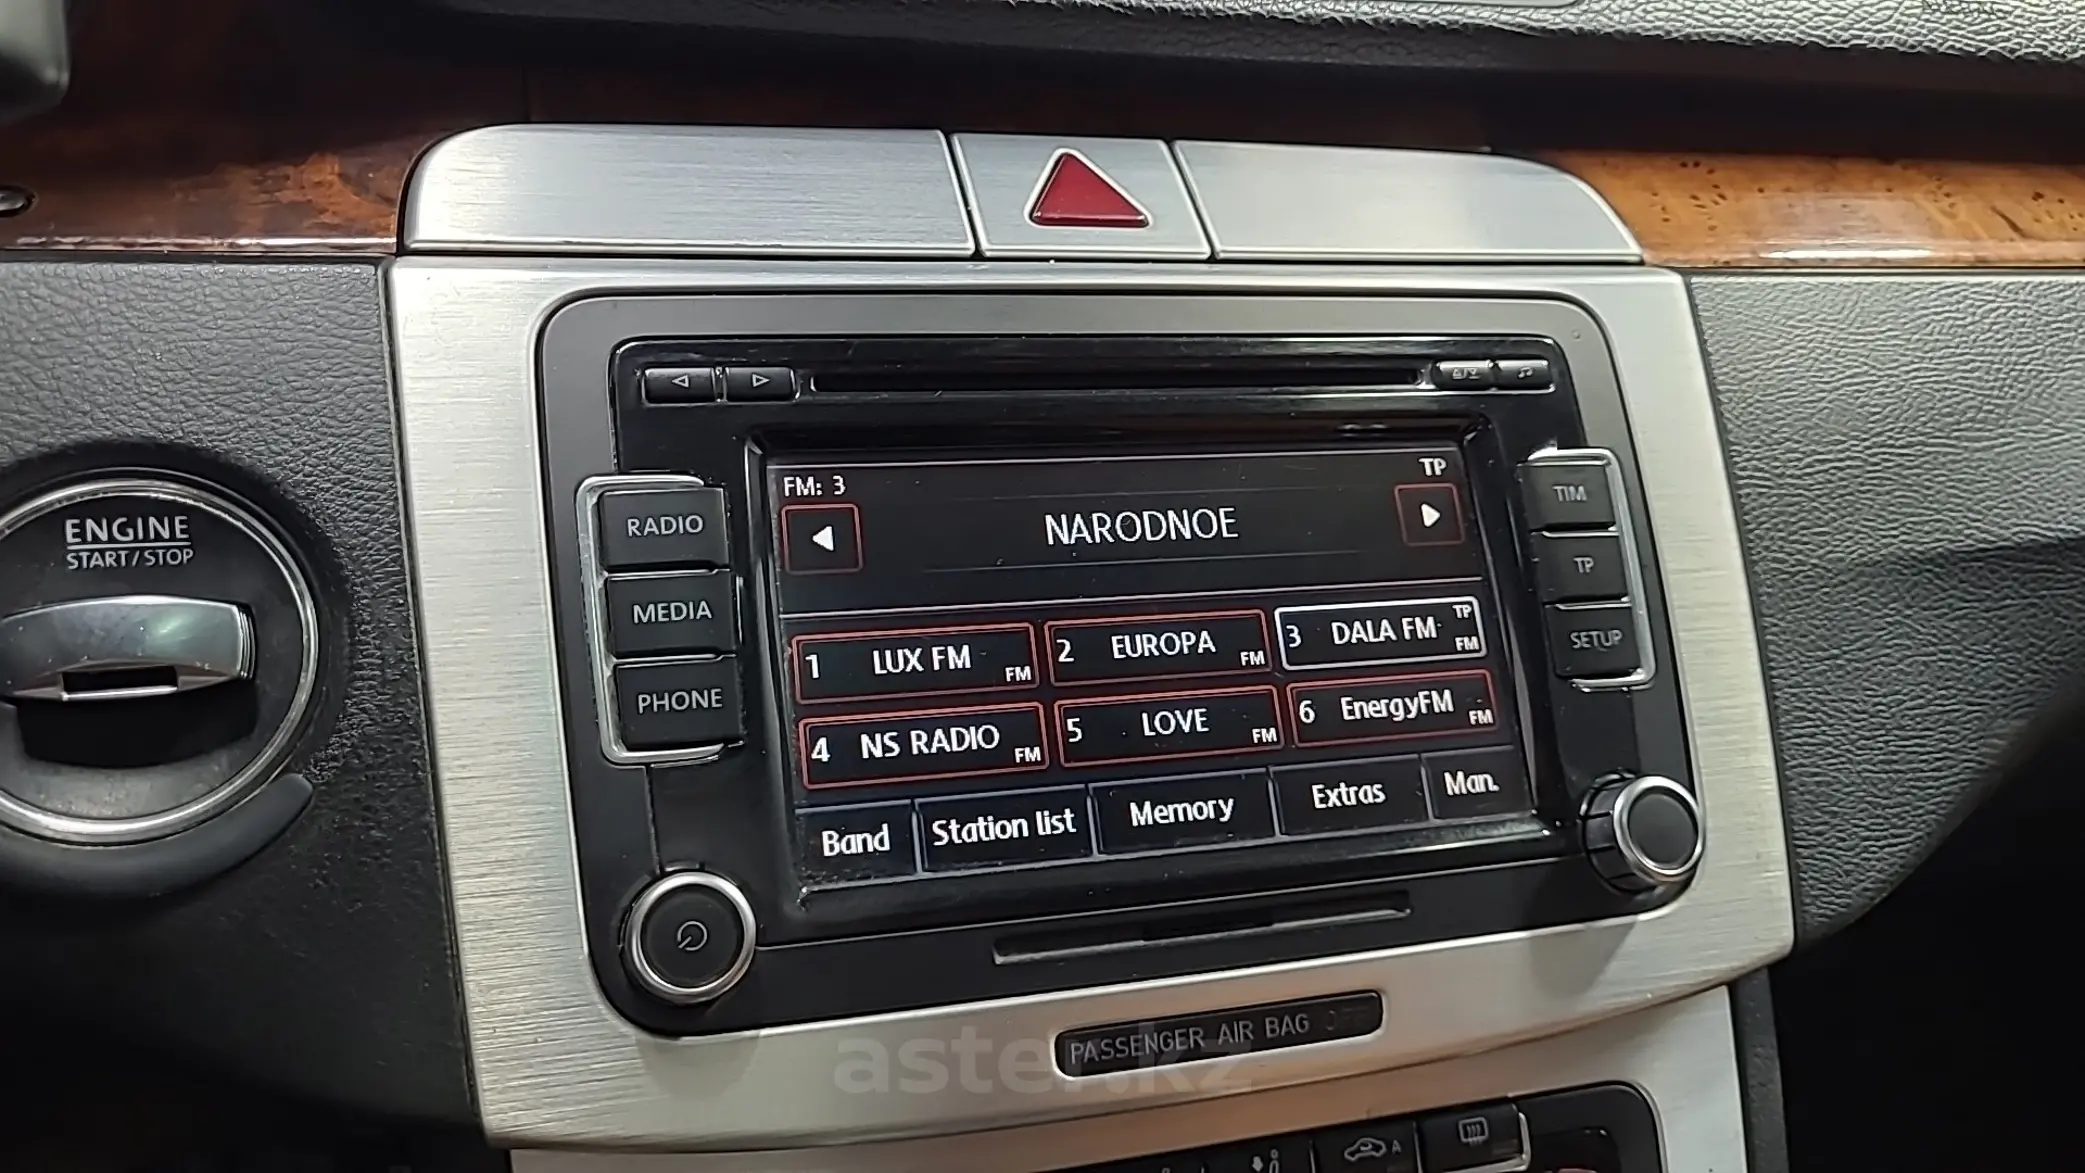 ENGINE
START/STOP
RADIO
MEDIA
PHONE
TP
FM: 3
NARODNOE
1 LUX FM FM
2 EUROPA FM
3 DALA FM TP FM
4 NS RADIO FM
5 LOVE FM
6 EnergyFM FM
Band Station list Memory Extras Man.
TIM
TP
SETUP
PASSENGER AIR BAG OFF
aster.kz
A